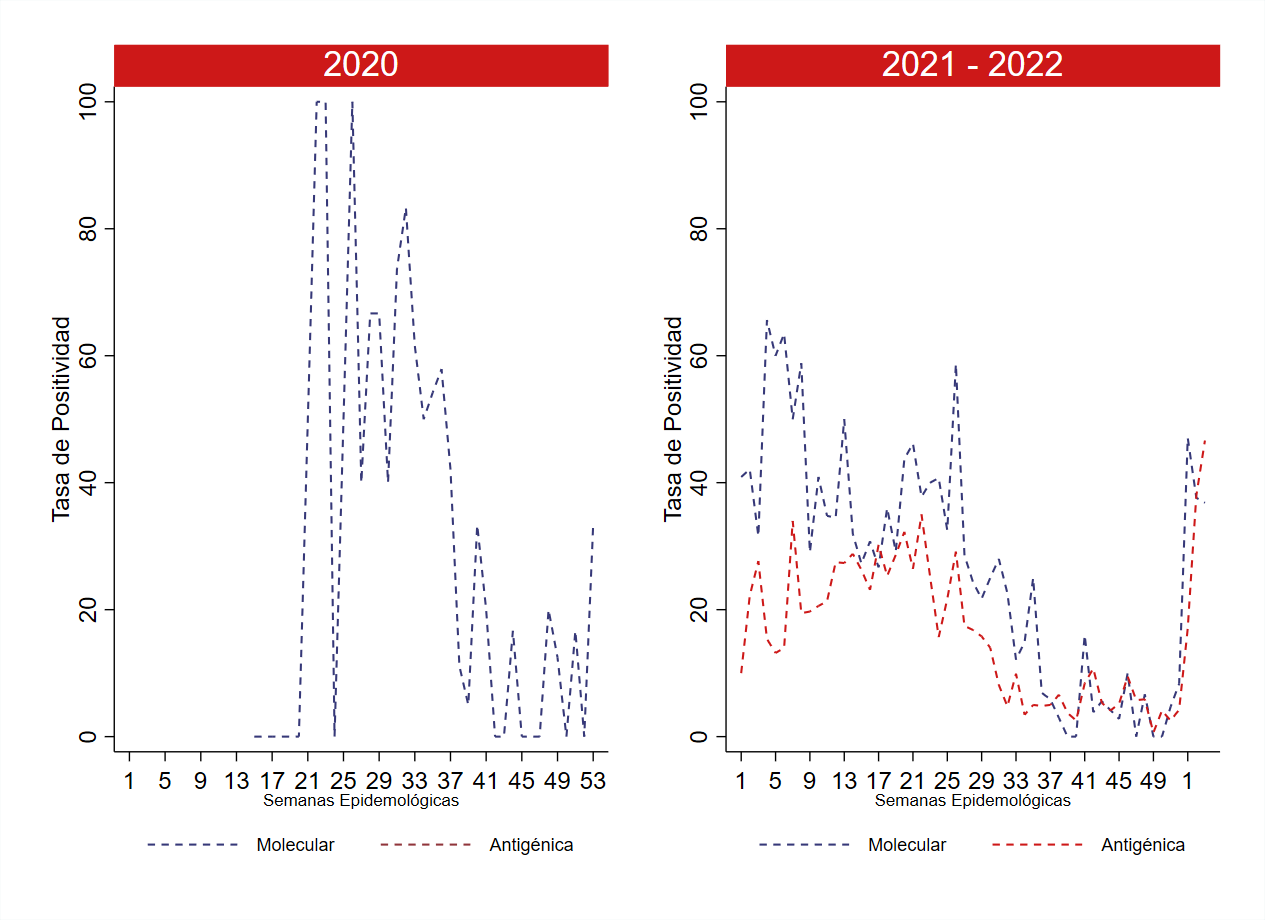 2020
Tasa de Positividad
100
80
60
40
20
0
1 5 9 13 17 21 25 29 33 37 41 45 49 53
Semanas Epidemológicas
Molecular Antigénica
2021 - 2022
Tasa de Positividad
100
80
60
40
20
0
1 5 9 13 17 21 25 29 33 37 41 45 49 1
Semanas Epidemológicas
Molecular Antigénica